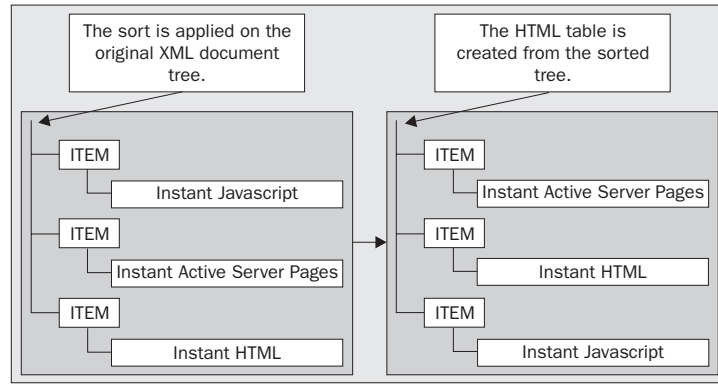 The sort is applied on the
original XML document
tree.
The HTML table is
created from the sorted
tree.
ITEM
Instant Javascript
ITEM
Instant Active Server Pages
ITEM
Instant HTML
ITEM
Instant Active Server Pages
ITEM
Instant HTML
ITEM
Instant Javascript